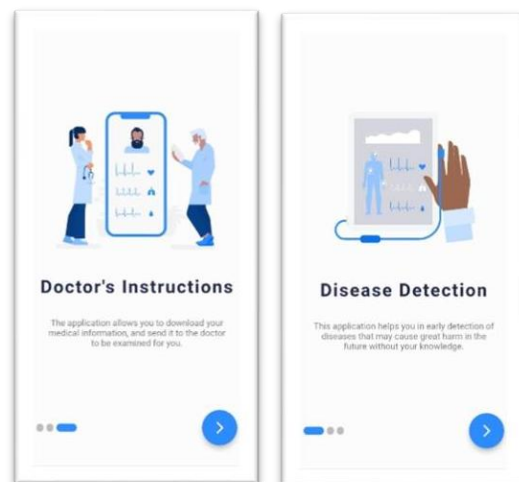 Doctor's Instructions
The application allows you to download your
medical information, and send it to the doctor
to be examined for you.
Disease Detection
This application helps you in early detection of
diseases that may cause great harm in the
future without your knowledge.